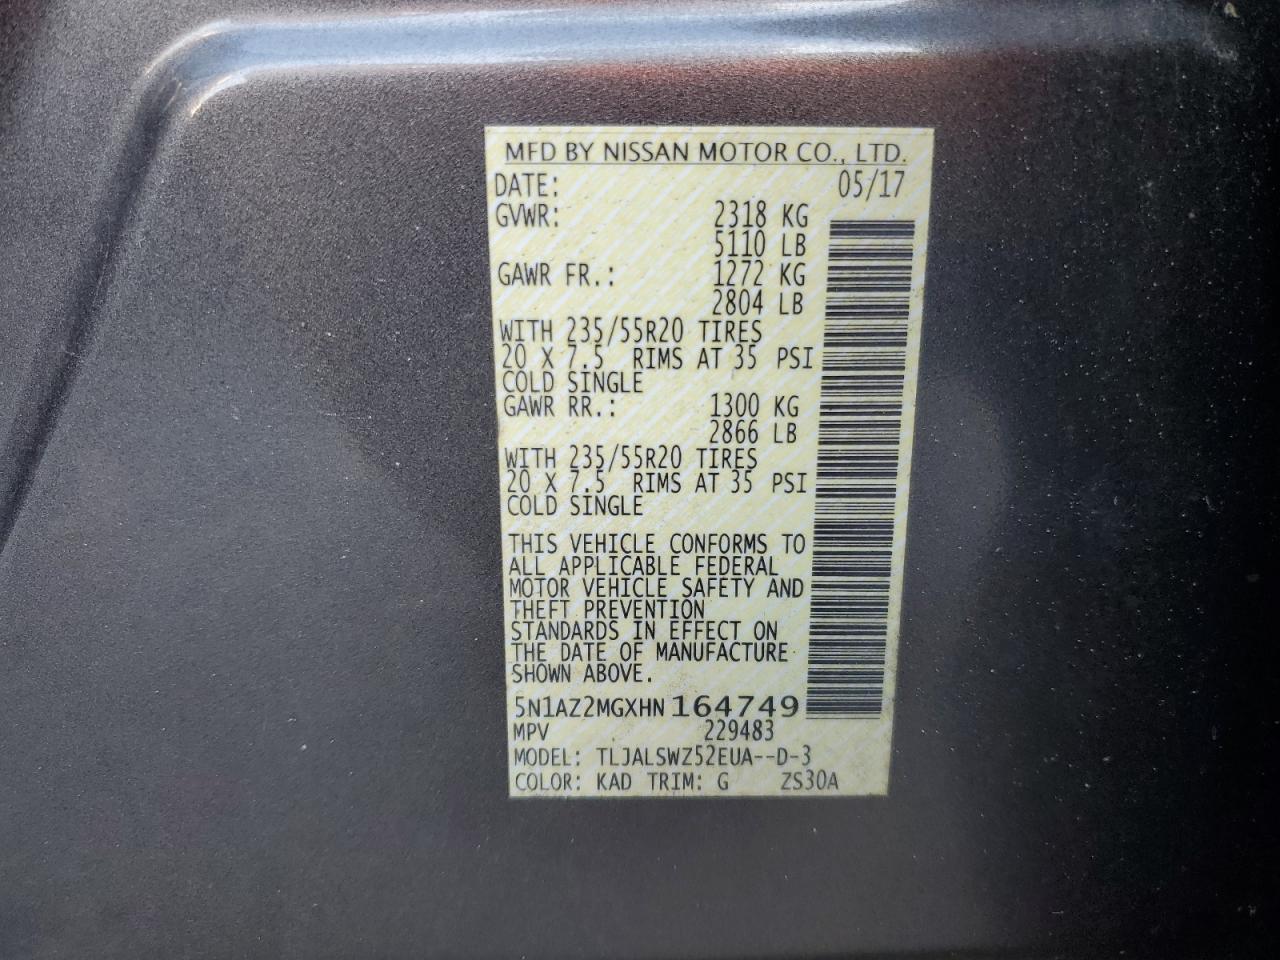 MFD BY NISSAN MOTOR CO., LTD.
DATE: 05/17
GVWR: 2318 KG
5110 LB
GAWR FR.: 1272 KG
2804 LB
WITH 235/55R20 TIRES
20 X 7.5 RIMS AT 35 PSI
COLD SINGLE
GAWR RR.: 1300 KG
2866 LB
WITH 235/55R20 TIRES
20 X 7.5 RIMS AT 35 PSI
COLD SINGLE
THIS VEHICLE CONFORMS TO
ALL APPLICABLE FEDERAL
MOTOR VEHICLE SAFETY AND
THEFT PREVENTION
STANDARDS IN EFFECT ON
THE DATE OF MANUFACTURE
SHOWN ABOVE.
5N1AZ2MGXHN164749
MPV 229483
MODEL: TLJALSWZ52EUA--D-3
COLOR: KAD TRIM: G ZS30A